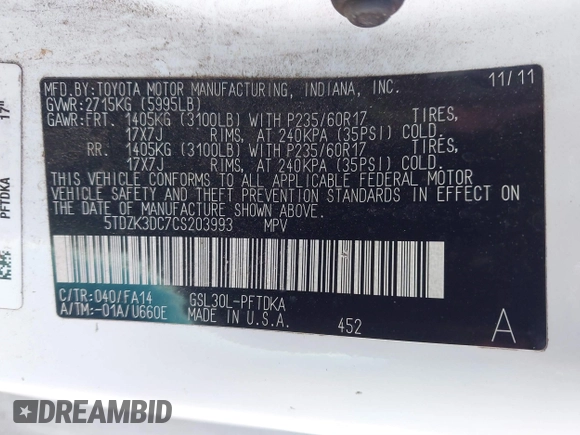 MFD.BY:TOYOTA MOTOR MANUFACTURING, INDIANA, INC. 11/11
GVWR:2715KG (5995LB)
GAWR:FRT. 1405KG (3100LB) WITH P235/60R17 TIRES,
17X7J RIMS, AT 240KPA (35PSI) COLD.
RR. 1405KG (3100LB) WITH P235/60R17 TIRES,
17X7J RIMS, AT 240KPA (35PSI) COLD.
THIS VEHICLE CONFORMS TO ALL APPLICABLE FEDERAL MOTOR
VEHICLE SAFETY AND THEFT PREVENTION STANDARDS IN EFFECT ON
THE DATE OF MANUFACTURE SHOWN ABOVE.
5TDZK3DC7CS203993 MPV
C/TR:040/FA14 GSL30L-PFTDKA
A/TM:-01A/U660E MADE IN U.S.A. 452 A
PFTDKA 17"
DREAMBID